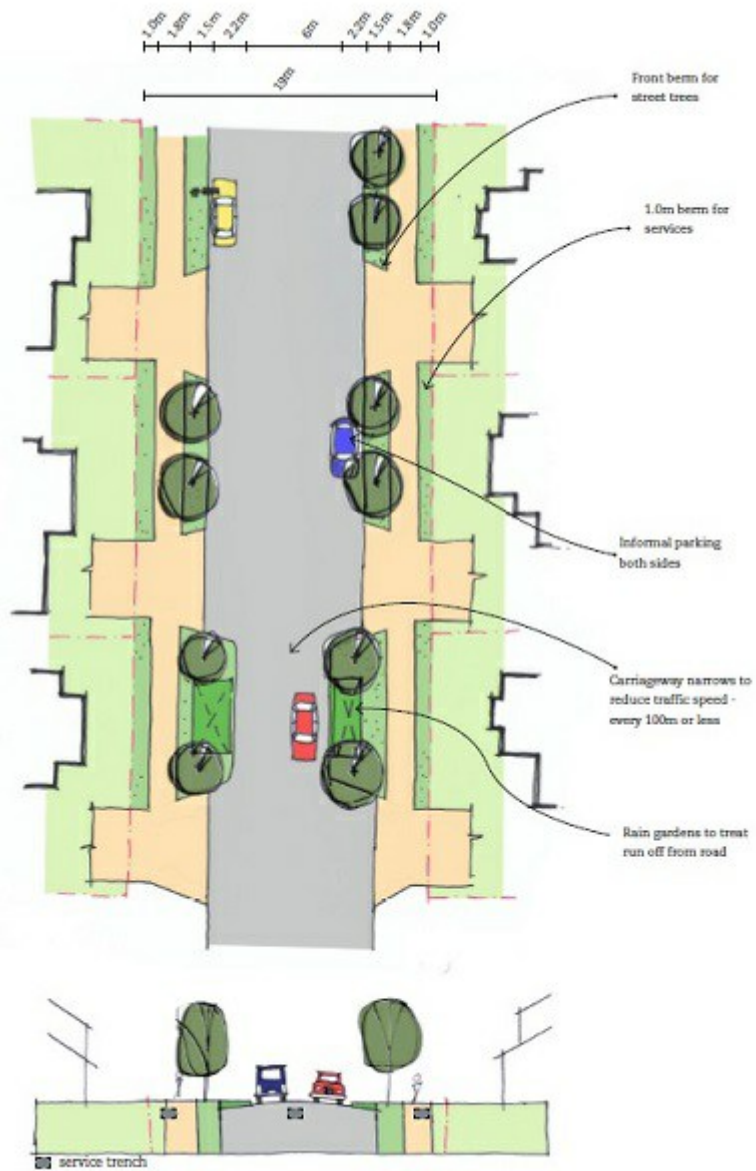 1.0m 1.8m 1.5m 2.2m 6m 2.2m 1.5m 1.8m 1.0m
19m
Front berm for
street trees
1.0m berm for
services
Informal parking
both sides
Carriageway narrows to
reduce traffic speed -
every 100m or less
Rain gardens to treat
run off from road
service trench